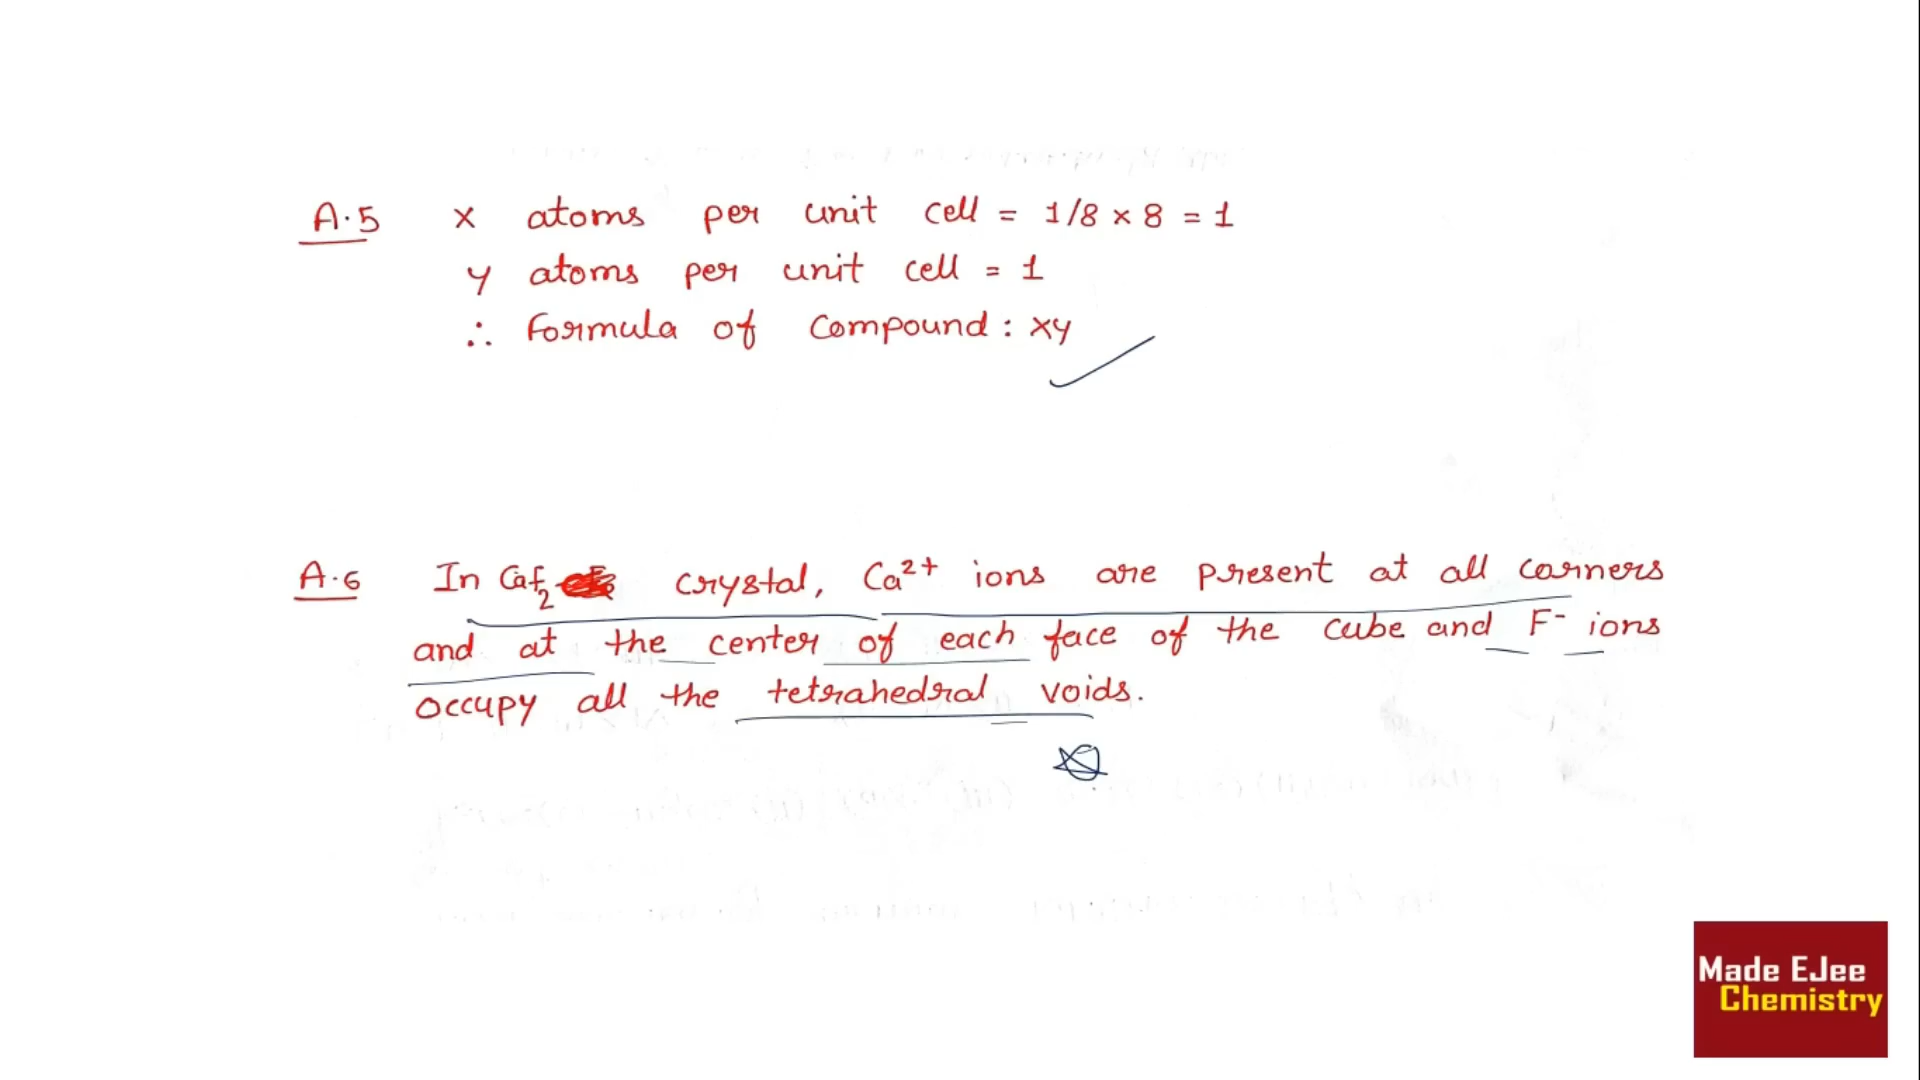 A.5 X atoms per unit cell = 1/8 × 8 = 1
y atoms per unit cell = 1
∴ Formula of Compound: xy
A.6 In CaF2 crystal, Ca²⁺ ions are present at all corners
and at the center of each face of the cube and F⁻ ions
occupy all the tetrahedral voids.
Made EJee
Chemistry